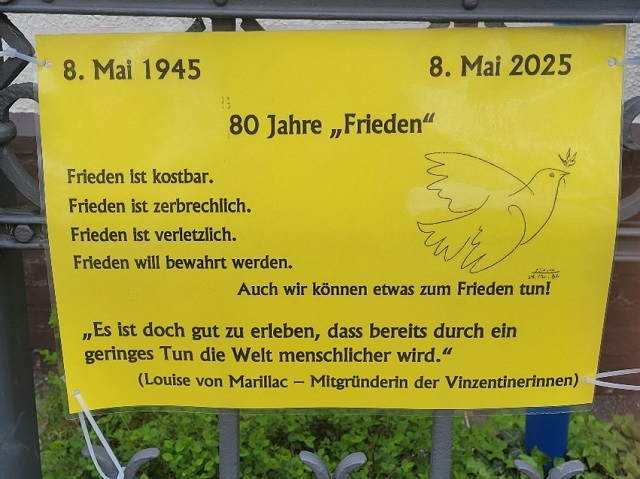 8. Mai 1945 8. Mai 2025
80 Jahre „Frieden“
Frieden ist kostbar.
Frieden ist zerbrechlich.
Frieden ist verletzlich.
Frieden will bewahrt werden.
Auch wir können etwas zum Frieden tun!
„Es ist doch gut zu erleben, dass bereits durch ein
geringes Tun die Welt menschlicher wird.“
(Louise von Marillac – Mitgründerin der Vinzentinerinnen)